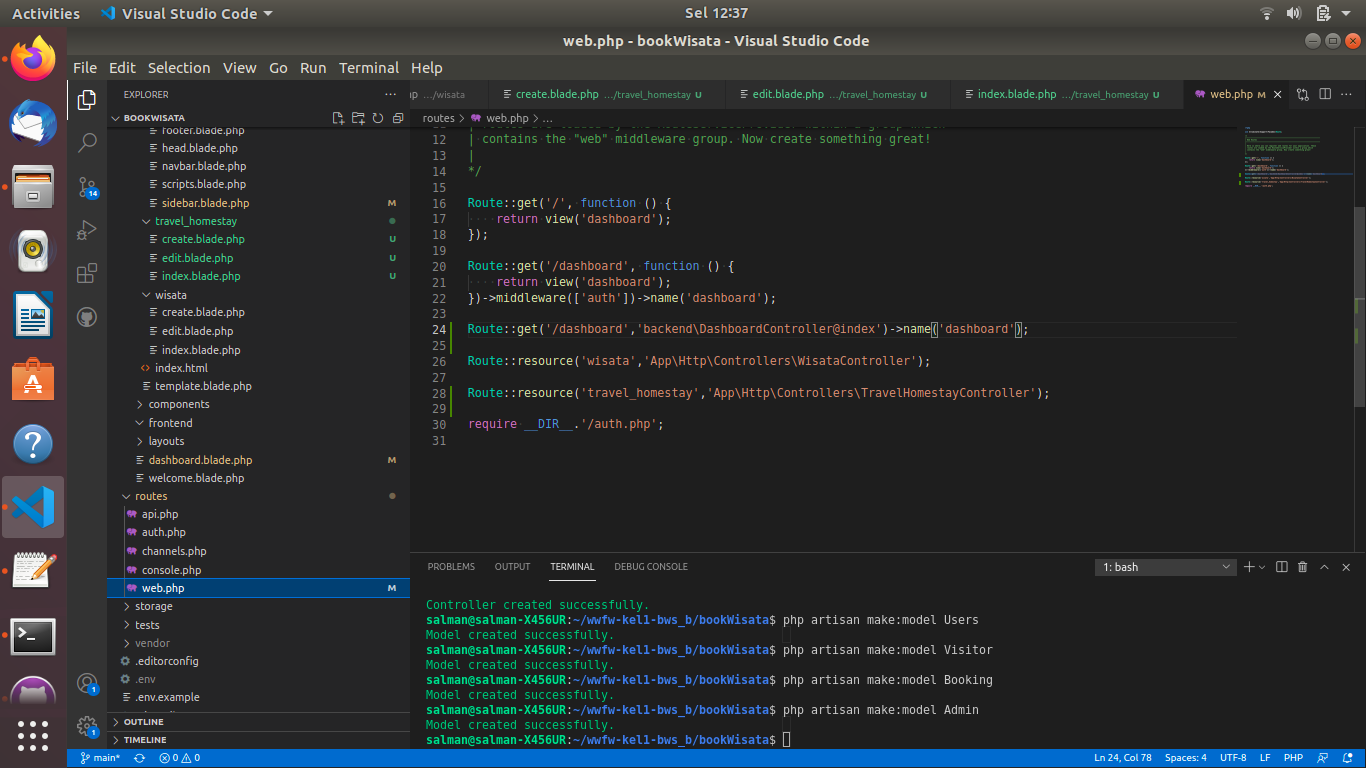 Activities
Visual Studio Code
Sel 12:37
web.php - bookWisata - Visual Studio Code
File Edit Selection View Go Run Terminal Help
EXPLORER
BOOKWISATA
footer.blade.php
head.blade.php
navbar.blade.php
scripts.blade.php
sidebar.blade.php M
travel_homestay
create.blade.php U
edit.blade.php U
index.blade.php U
wisata
create.blade.php
edit.blade.php
index.blade.php
index.html
template.blade.php
components
frontend
layouts
dashboard.blade.php M
welcome.blade.php
routes
api.php
auth.php
channels.php
console.php
web.php M
storage
tests
vendor
.editorconfig
.env
.env.example
OUTLINE
TIMELINE
14
1
1
.../wisata
create.blade.php .../travel_homestay U
edit.blade.php .../travel_homestay U
index.blade.php .../travel_homestay U
web.php M
routes > web.php > ...
12 | contains the "web" middleware group. Now create something great!
13 |
14 */
15
16 Route::get('/', function () {
17 return view('dashboard');
18 });
19
20 Route::get('/dashboard', function () {
21 return view('dashboard');
22 })->middleware(['auth'])->name('dashboard');
23
24 Route::get('/dashboard','backend\DashboardController@index')->name('dashboard');
25
26 Route::resource('wisata','App\Http\Controllers\WisataController');
27
28 Route::resource('travel_homestay','App\Http\Controllers\TravelHomestayController');
29
30 require __DIR__.'/auth.php';
31
PROBLEMS OUTPUT TERMINAL DEBUG CONSOLE
1: bash
Controller created successfully.
salman@salman-X456UR:~/wwfw-kel1-bws_b/bookWisata$ php artisan make:model Users
Model created successfully.
salman@salman-X456UR:~/wwfw-kel1-bws_b/bookWisata$ php artisan make:model Visitor
Model created successfully.
salman@salman-X456UR:~/wwfw-kel1-bws_b/bookWisata$ php artisan make:model Booking
Model created successfully.
salman@salman-X456UR:~/wwfw-kel1-bws_b/bookWisata$ php artisan make:model Admin
Model created successfully.
salman@salman-X456UR:~/wwfw-kel1-bws_b/bookWisata$
main* 0 0
Ln 24, Col 78 Spaces: 4 UTF-8 LF PHP